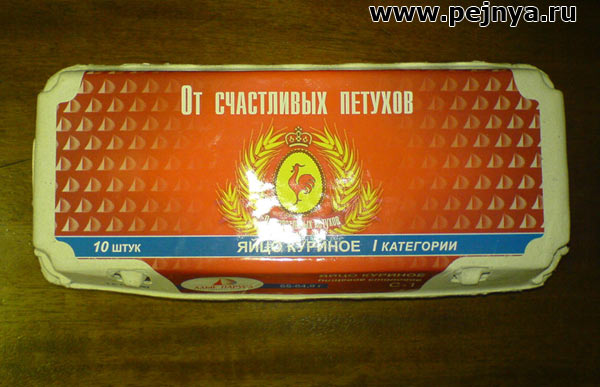 www.pejnya.ru
От счастливых петухов
10 штук
яйцо куриное I категории
яйцо куриное
С-1